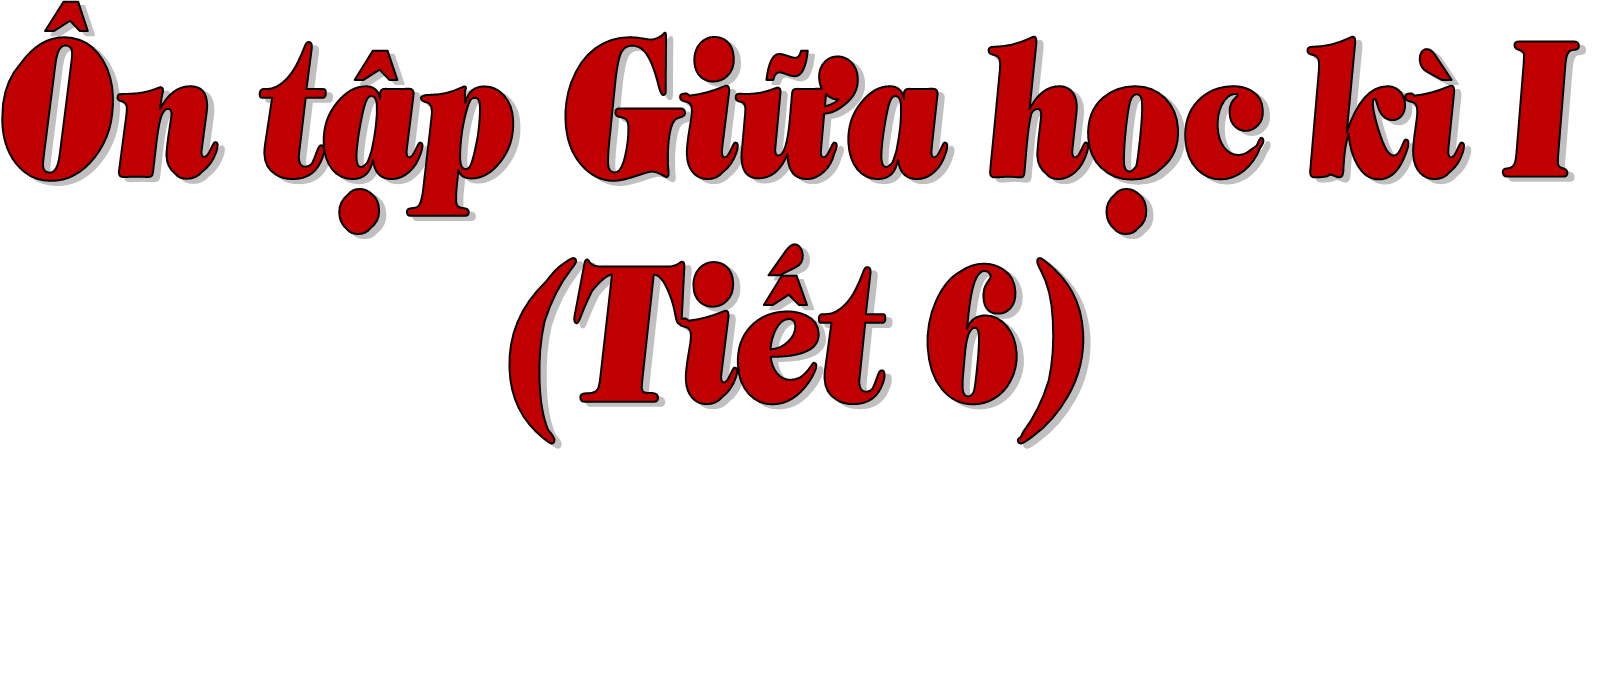 Ôn tập Giữa học kì I
(Tiết 6)